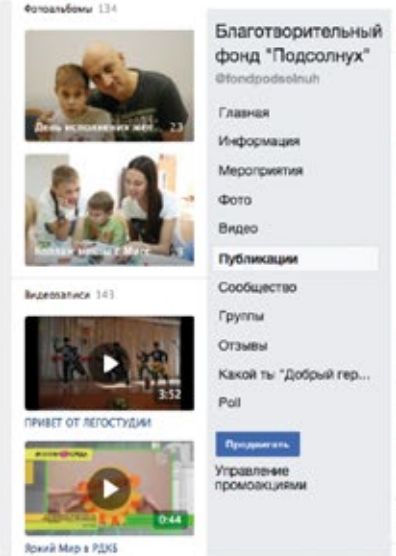 Фотоальбомы 134
День исполнения жел... 23
Видеозаписи 343
3:52
ПРИВЕТ ОТ ЛЕГОСТУДИИ
0:44
Яркий Мир в РДКБ
Благотворительный
фонд "Подсолнух"
@fondpodsolnuh
Главная
Информация
Мероприятия
Фото
Видео
Публикации
Сообщество
Группы
Отзывы
Какой ты "Добрый гер...
Poll
Продвигать
Управление
промоакциями